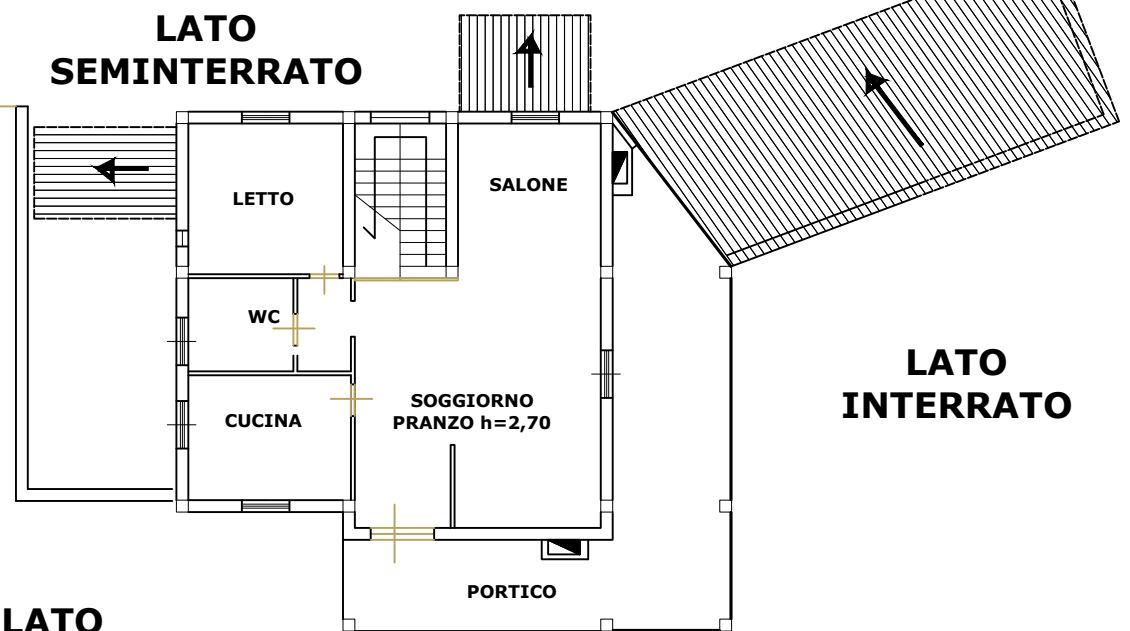 LATO
SEMINTERRATO
LETTO
SALONE
WC
LATO
INTERRATO
CUCINA
SOGGIORNO
PRANZO h=2,70
PORTICO
LATO